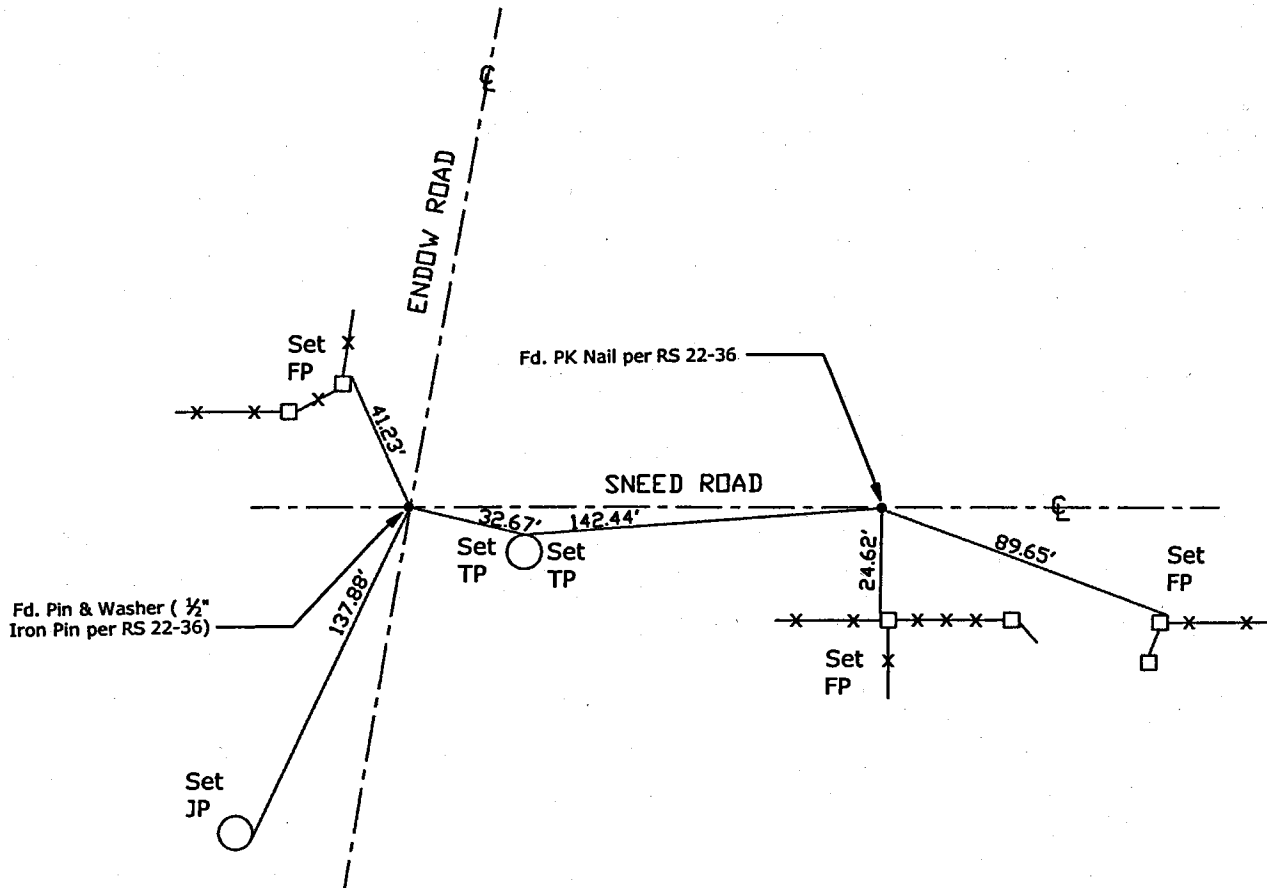 ℄
ENDOW ROAD
Set
FP
Fd. PK Nail per RS 22-36
41.23'
SNEED ROAD
℄
32.67'
142.44'
Set
TP
Set
TP
24.62'
89.65'
Set
FP
137.88'
Fd. Pin & Washer ( ½"
Iron Pin per RS 22-36)
Set
FP
Set
JP